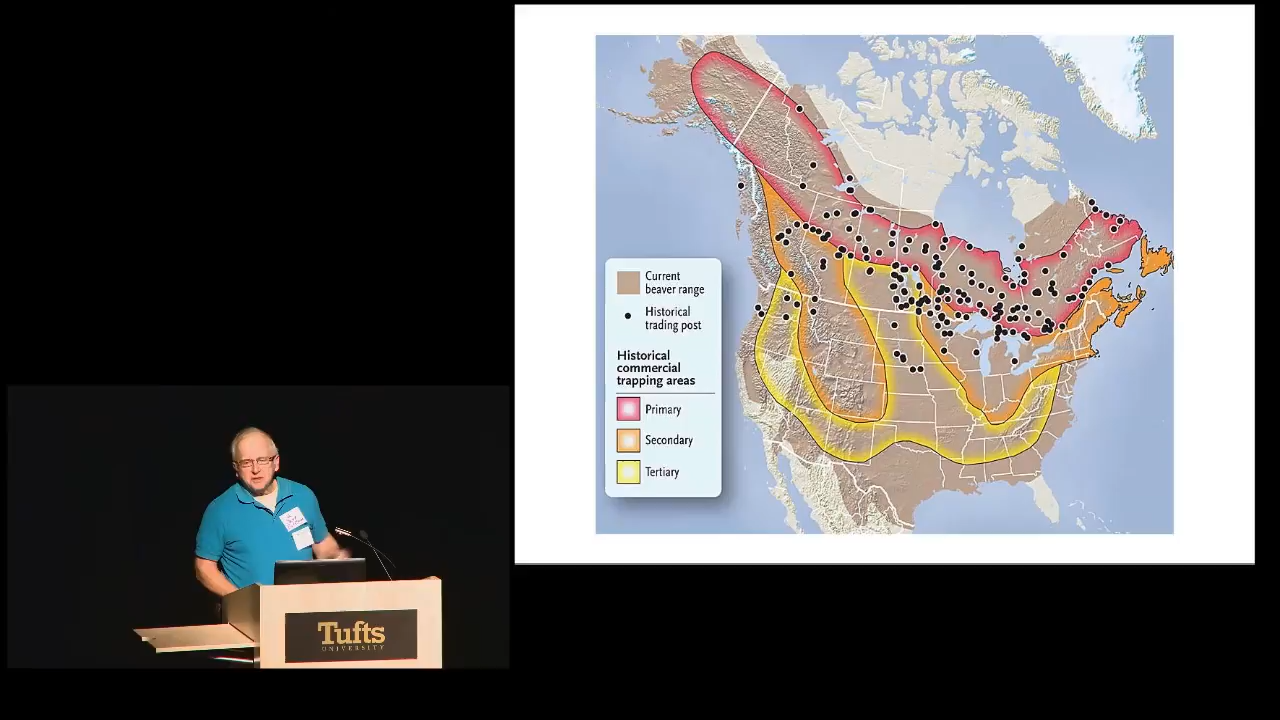 Current
beaver range
Historical
trading post
Historical
commercial
trapping areas
Primary
Secondary
Tertiary
Tufts
UNIVERSITY